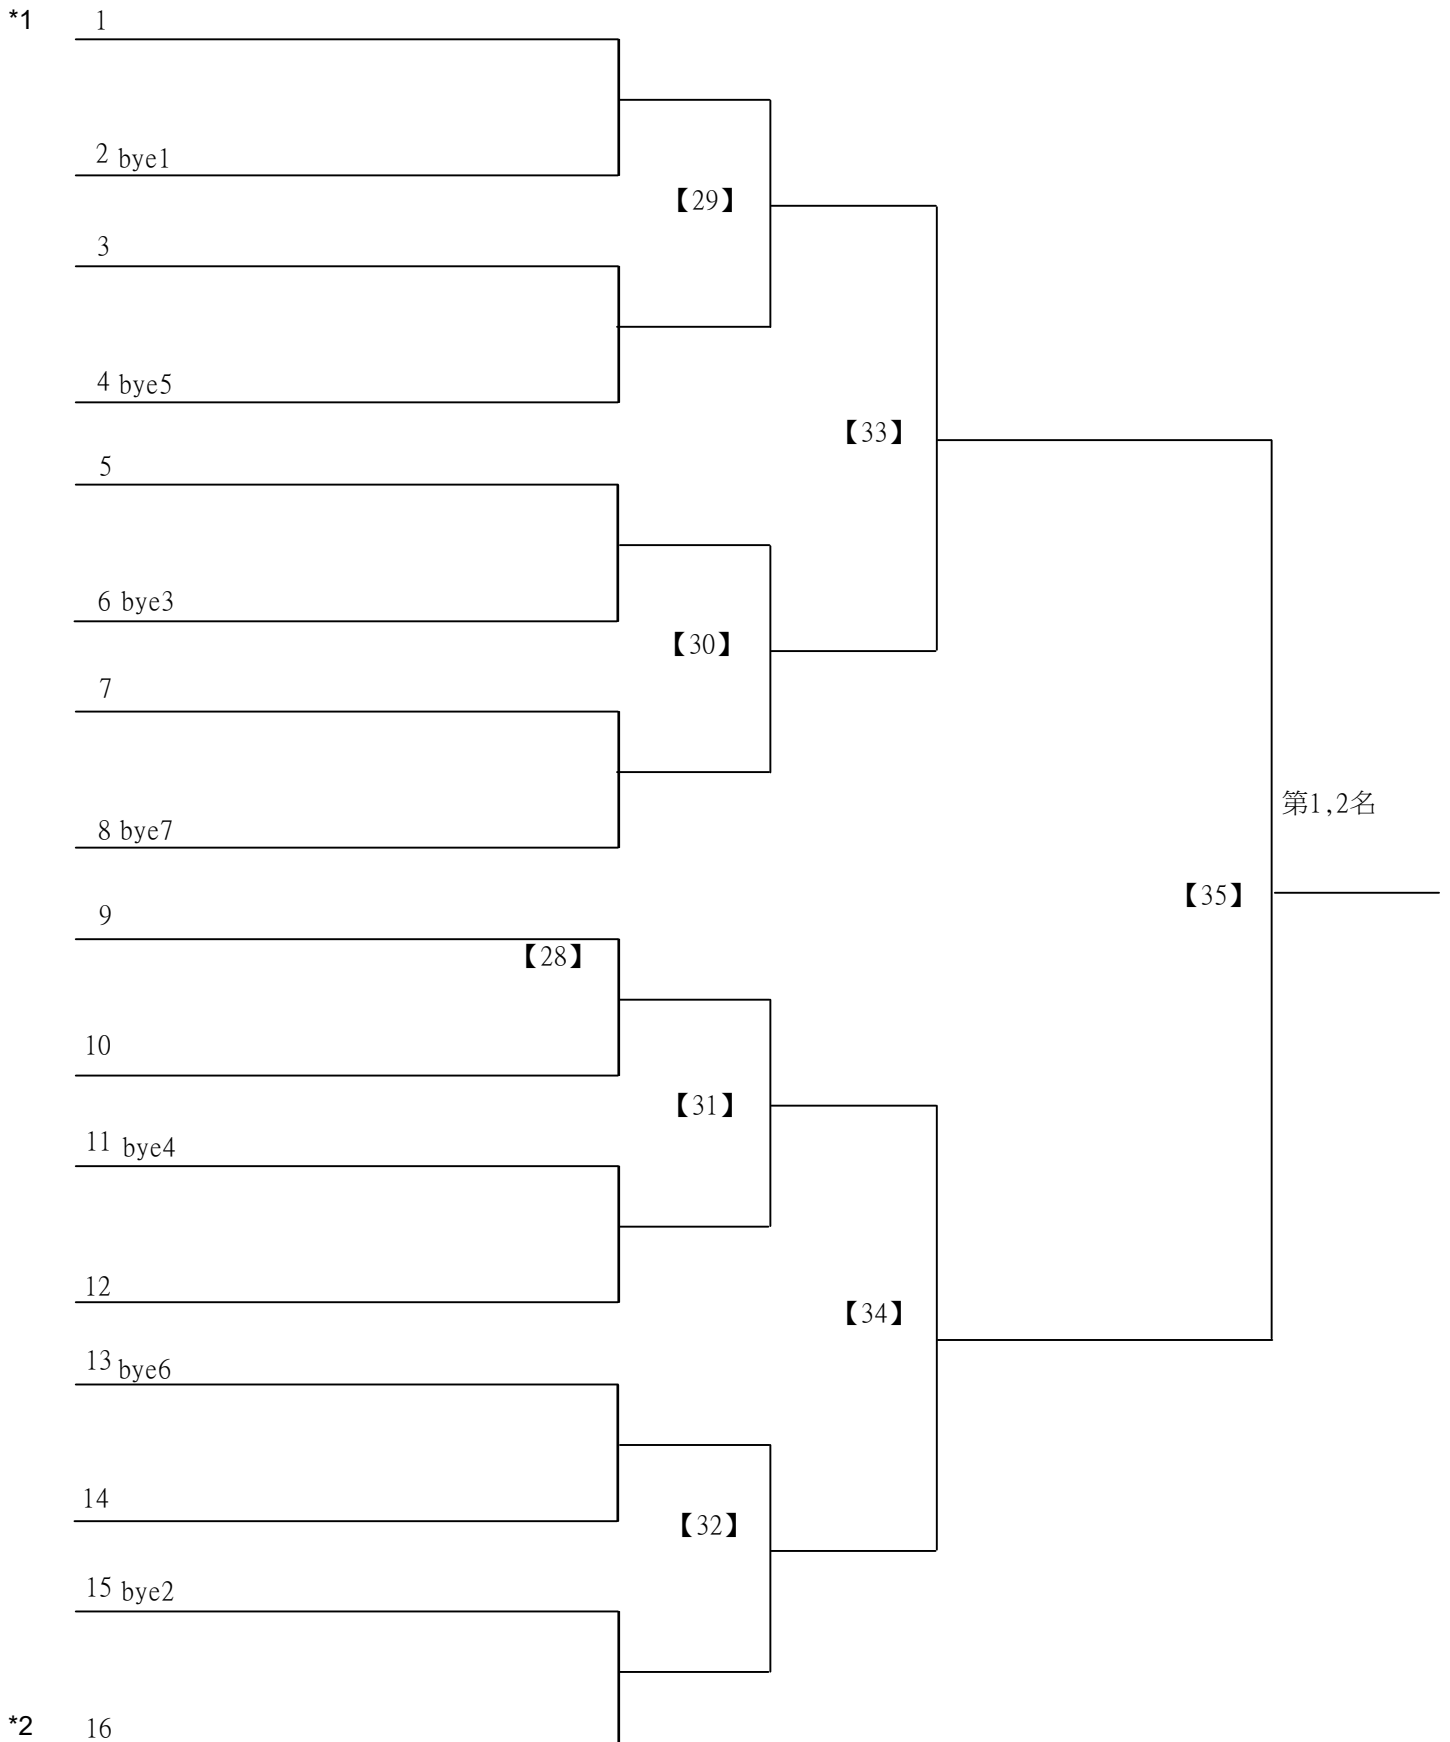 *1 1
2 bye1
【29】
3
4 bye5
【33】
5
6 bye3
【30】
7
第1,2名
8 bye7
【35】
9
【28】
10
【31】
11 bye4
12
【34】
13 bye6
14
【32】
15 bye2
*2 16